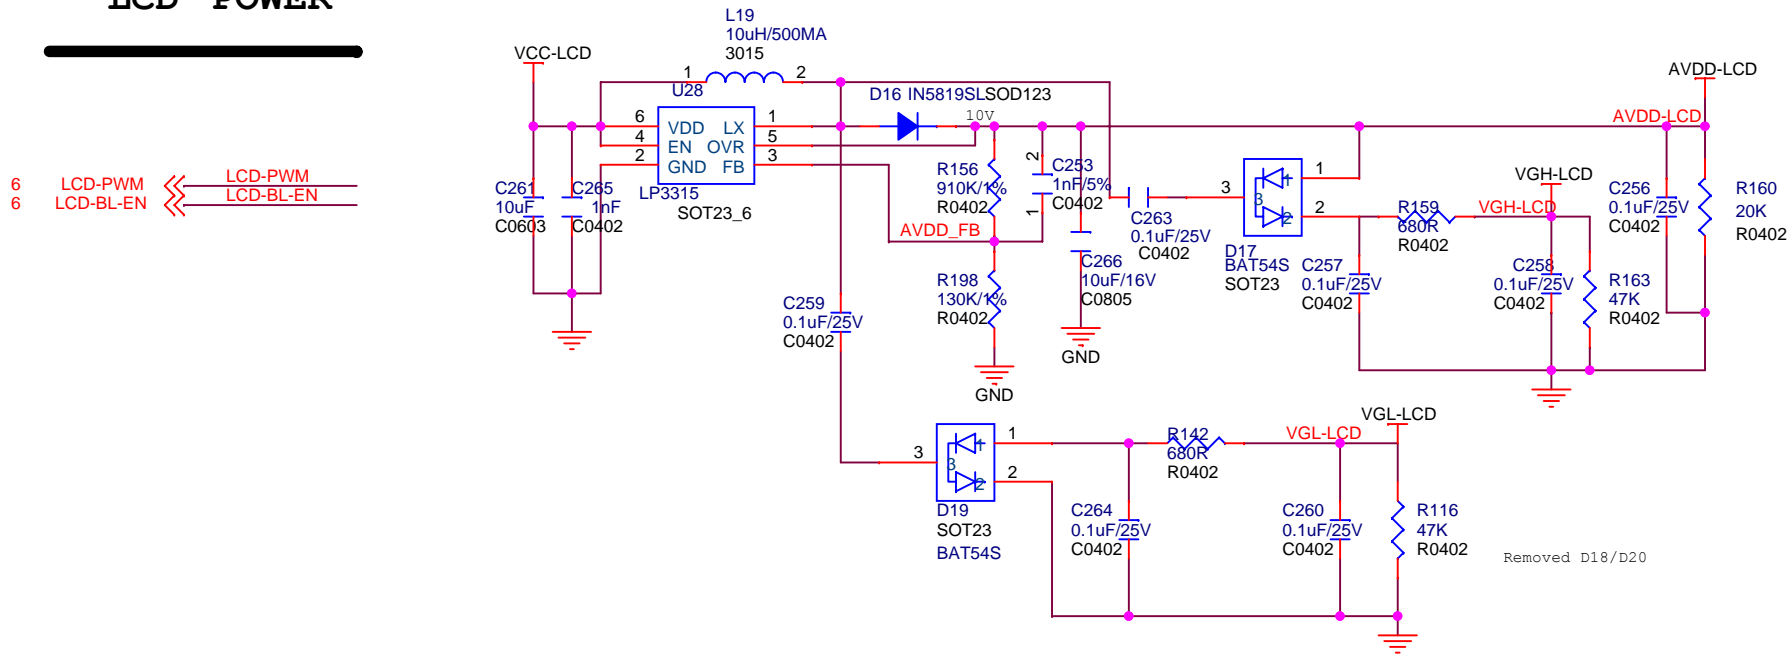 LCD POWER
6 LCD-PWM LCD-PWM
6 LCD-BL-EN LCD-BL-EN
VCC-LCD
L19
10uH/500MA
3015
1 2
U28
6 VDD LX 1
4 EN OVR 5
2 GND FB 3
LP3315
SOT23_6
C261
10uF
C0603
C265
1nF
C0402
D16 IN5819SLSOD123
10V
R156
910K/1%
R0402
AVDD_FB
R198
130K/1%
R0402
GND
2
C253
1nF/5%
C0402
1
C266
10uF/16V
C0805
GND
C263
0.1uF/25V
C0402
C259
0.1uF/25V
C0402
3 1
1
3
2
2
D17
BAT54S
SOT23
C257
0.1uF/25V
C0402
R159
680R
R0402
VGH-LCD
VGH-LCD
C258
0.1uF/25V
C0402
R163
47K
R0402
AVDD-LCD
AVDD-LCD
C256
0.1uF/25V
C0402
R160
20K
R0402
3 1
1
3
2
2
D19
SOT23
BAT54S
C264
0.1uF/25V
C0402
R142
680R
R0402
VGL-LCD
VGL-LCD
C260
0.1uF/25V
C0402
R116
47K
R0402
Removed D18/D20